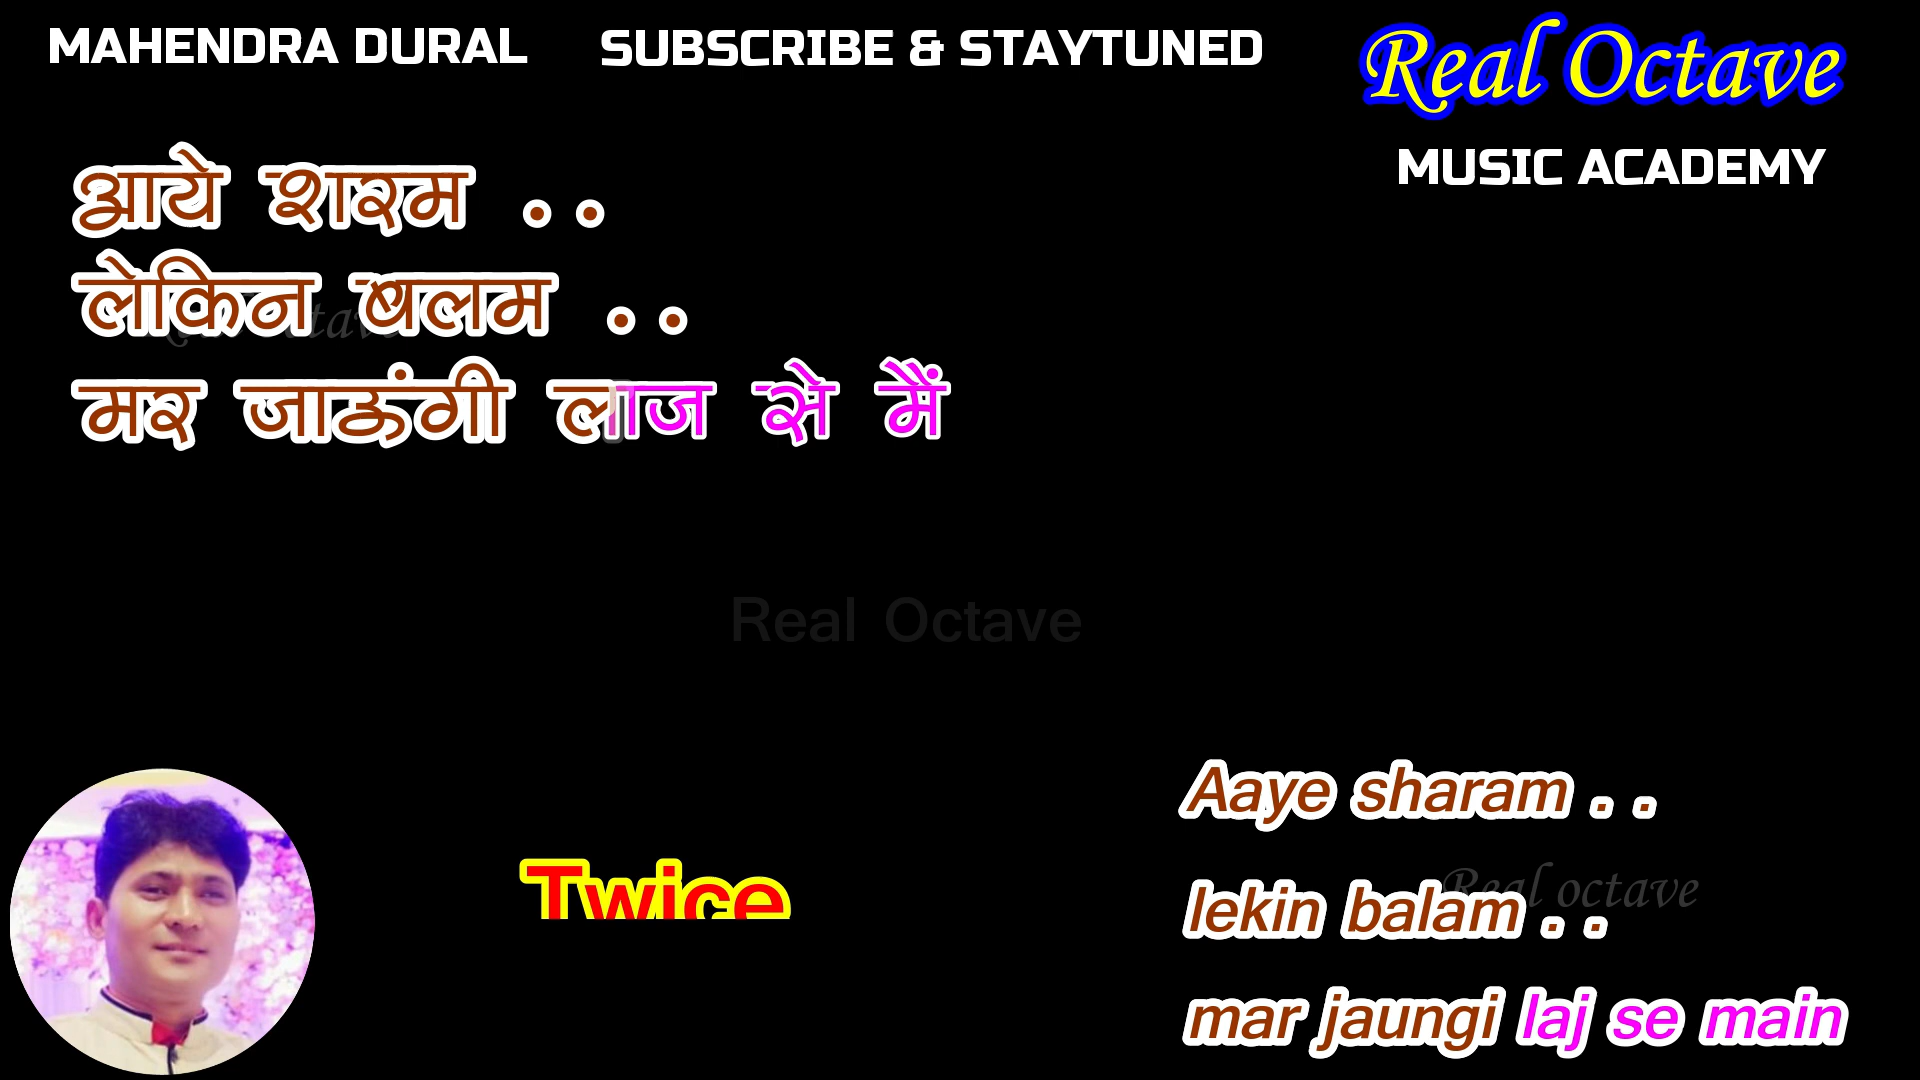 MAHENDRA DURAL SUBSCRIBE & STAYTUNED Real Octave
MUSIC ACADEMY
आये शरम . .
लेकिन बलम . .
मर जाऊंगी लाज से मैं
Real Octave
Twice
Aaye sharam . .
Real octave
lekin balam . .
mar jaungi laj se main